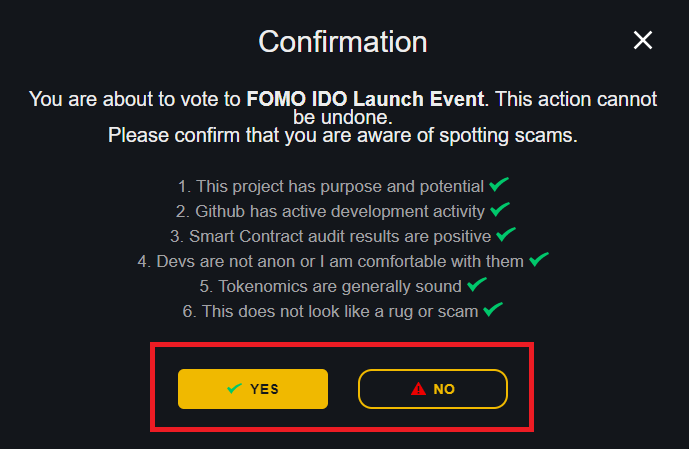 Confirmation
You are about to vote to FOMO IDO Launch Event. This action cannot
be undone.
Please confirm that you are aware of spotting scams.
1. This project has purpose and potential
2. Github has active development activity
3. Smart Contract audit results are positive
4. Devs are not anon or I am comfortable with them
5. Tokenomics are generally sound
6. This does not look like a rug or scam
YES
NO